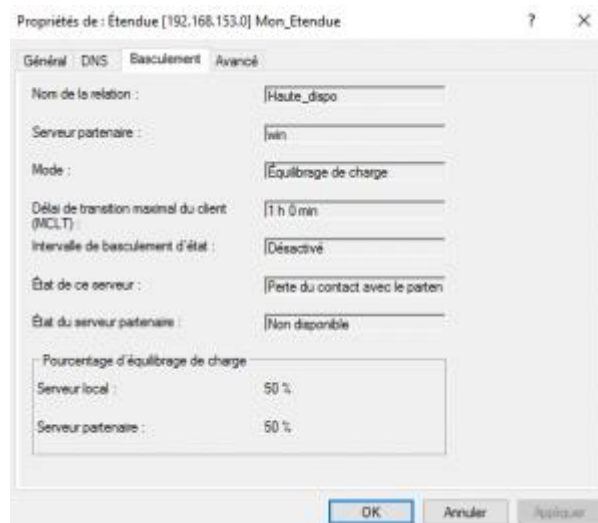 Propriétés de : Étendue [192.168.153.0] Mon_Etendue ? ×
Général DNS Basculement Avancé
Nom de la relation : Haute_dispo
Serveur partenaire : win
Mode : Équilibrage de charge
Délai de transition maximal du client
(MCLT) : 1 h 0 min
Intervalle de basculement d'état : Désactivé
État de ce serveur : Perte du contact avec le parten
État du serveur partenaire : Non disponible
Pourcentage d'équilibrage de charge
Serveur local : 50 %
Serveur partenaire : 50 %
OK Annuler Appliquer